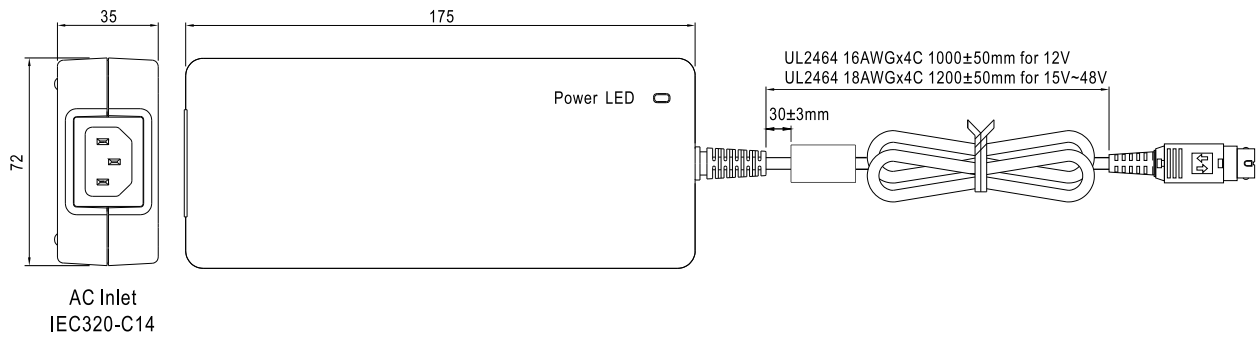 35
175
UL2464 16AWGx4C 1000±50mm for 12V
UL2464 18AWGx4C 1200±50mm for 15V~48V
Power LED
30±3mm
72
AC Inlet
IEC320-C14